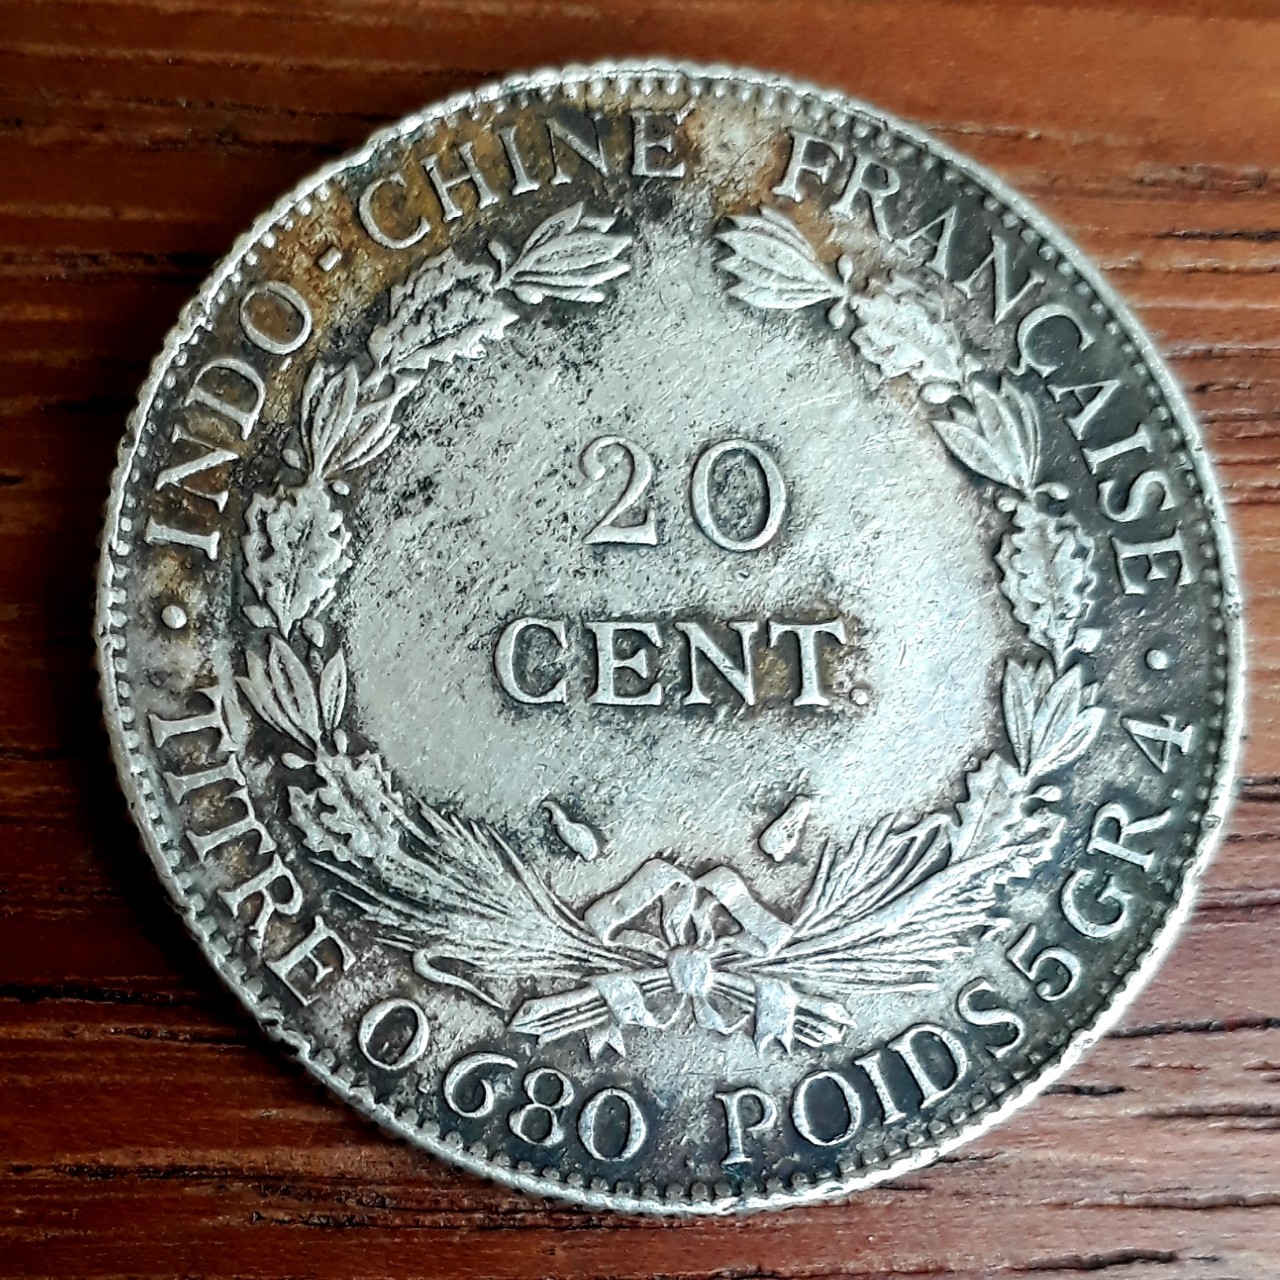 · INDO - CHINE FRANÇAISE ·
20
CENT.
TITRE 0 680 POIDS 5 GR. 4